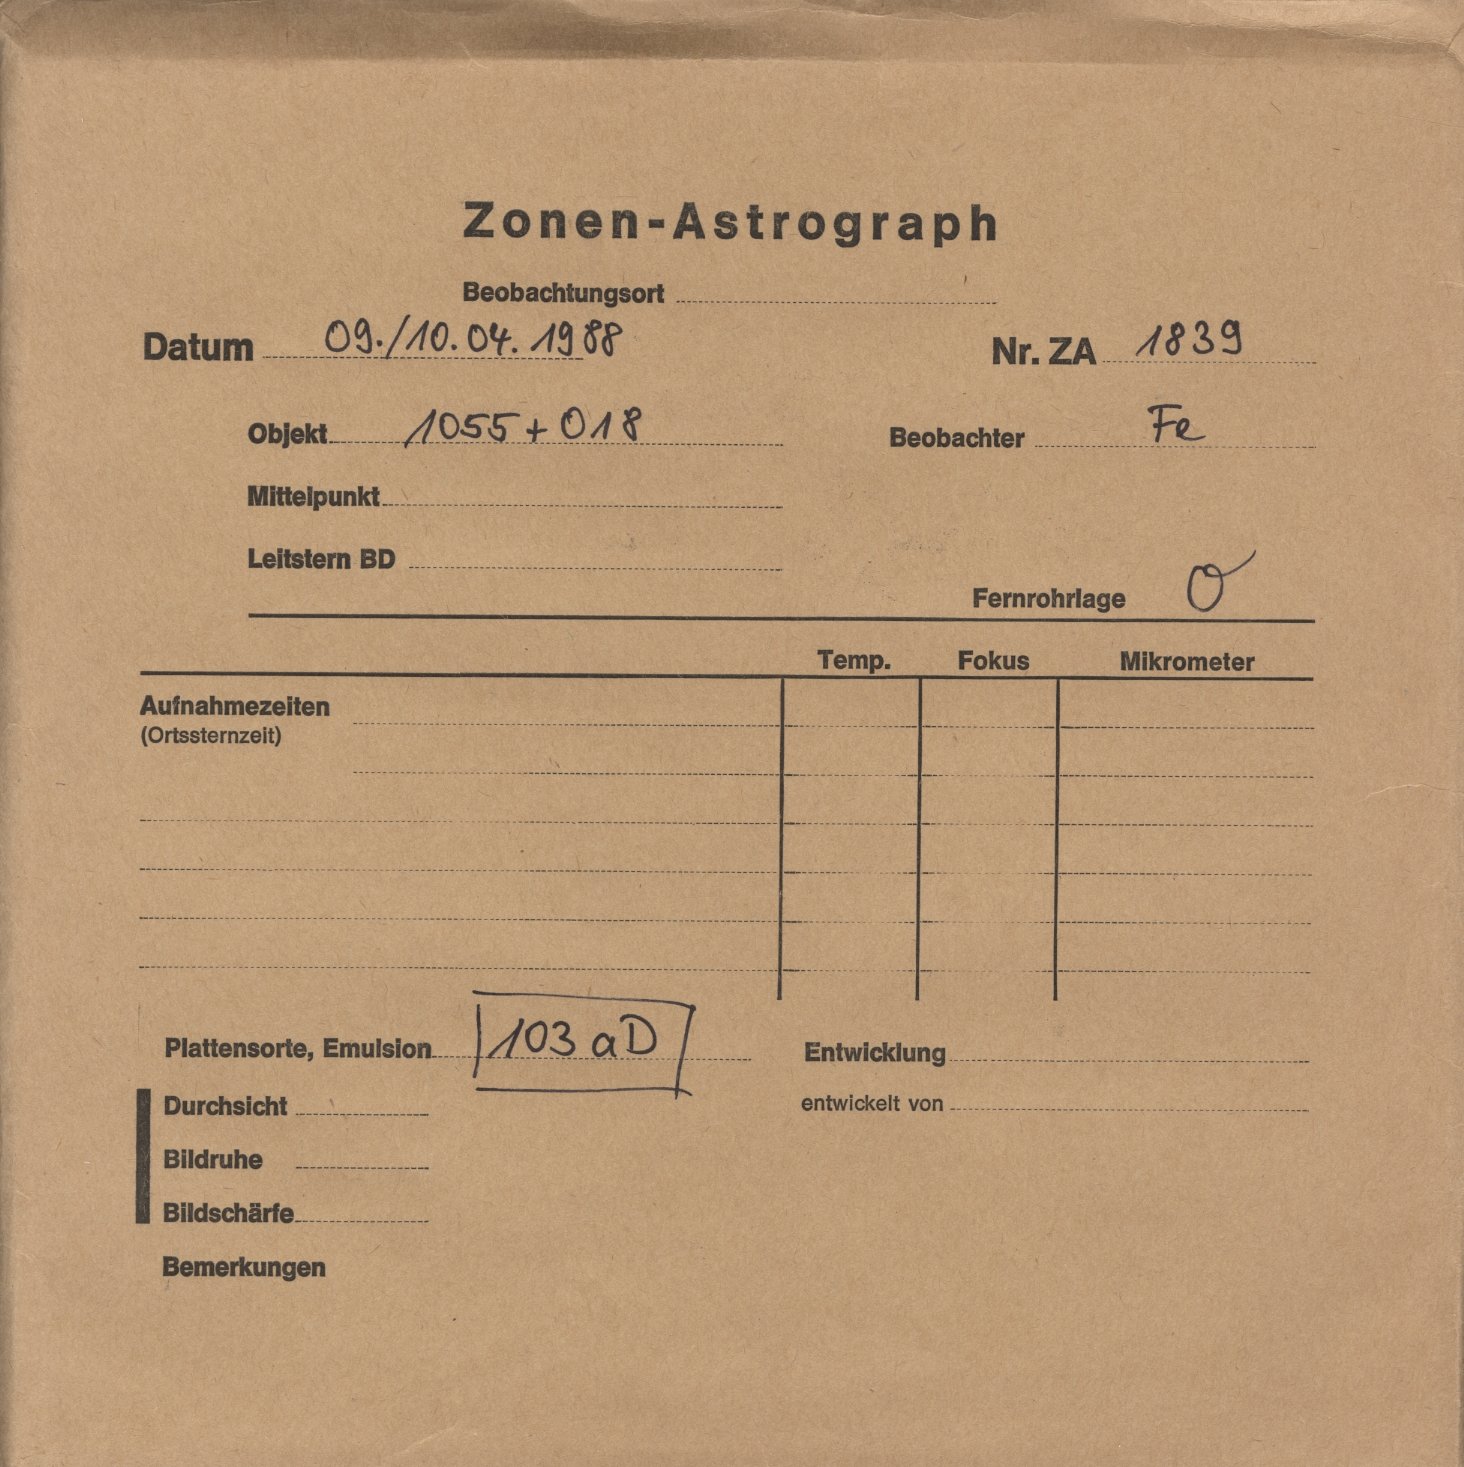 Zonen-Astrograph
Beobachtungsort
Datum 09./10.04.1988 Nr. ZA 1839
Objekt 1055+018 Beobachter Fe
Mittelpunkt
Leitstern BD
Fernrohrlage O
Temp. Fokus Mikrometer
Aufnahmezeiten
(Ortssternzeit)
Plattensorte, Emulsion 103aD Entwicklung
Durchsicht entwickelt von
Bildruhe
Bildschärfe
Bemerkungen